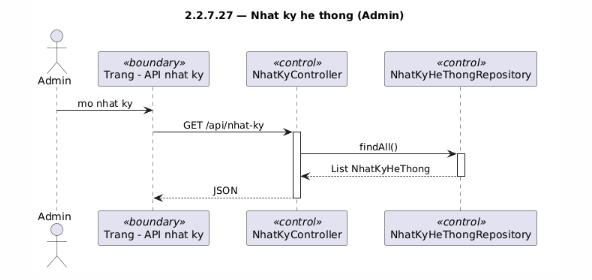 2.2.7.27 — Nhat ky he thong (Admin)
Admin
«boundary»
Trang - API nhat ky
«control»
NhatKyController
«control»
NhatKyHeThongRepository
mo nhat ky
GET /api/nhat-ky
findAll()
List NhatKyHeThong
JSON
Admin
«boundary»
Trang - API nhat ky
«control»
NhatKyController
«control»
NhatKyHeThongRepository